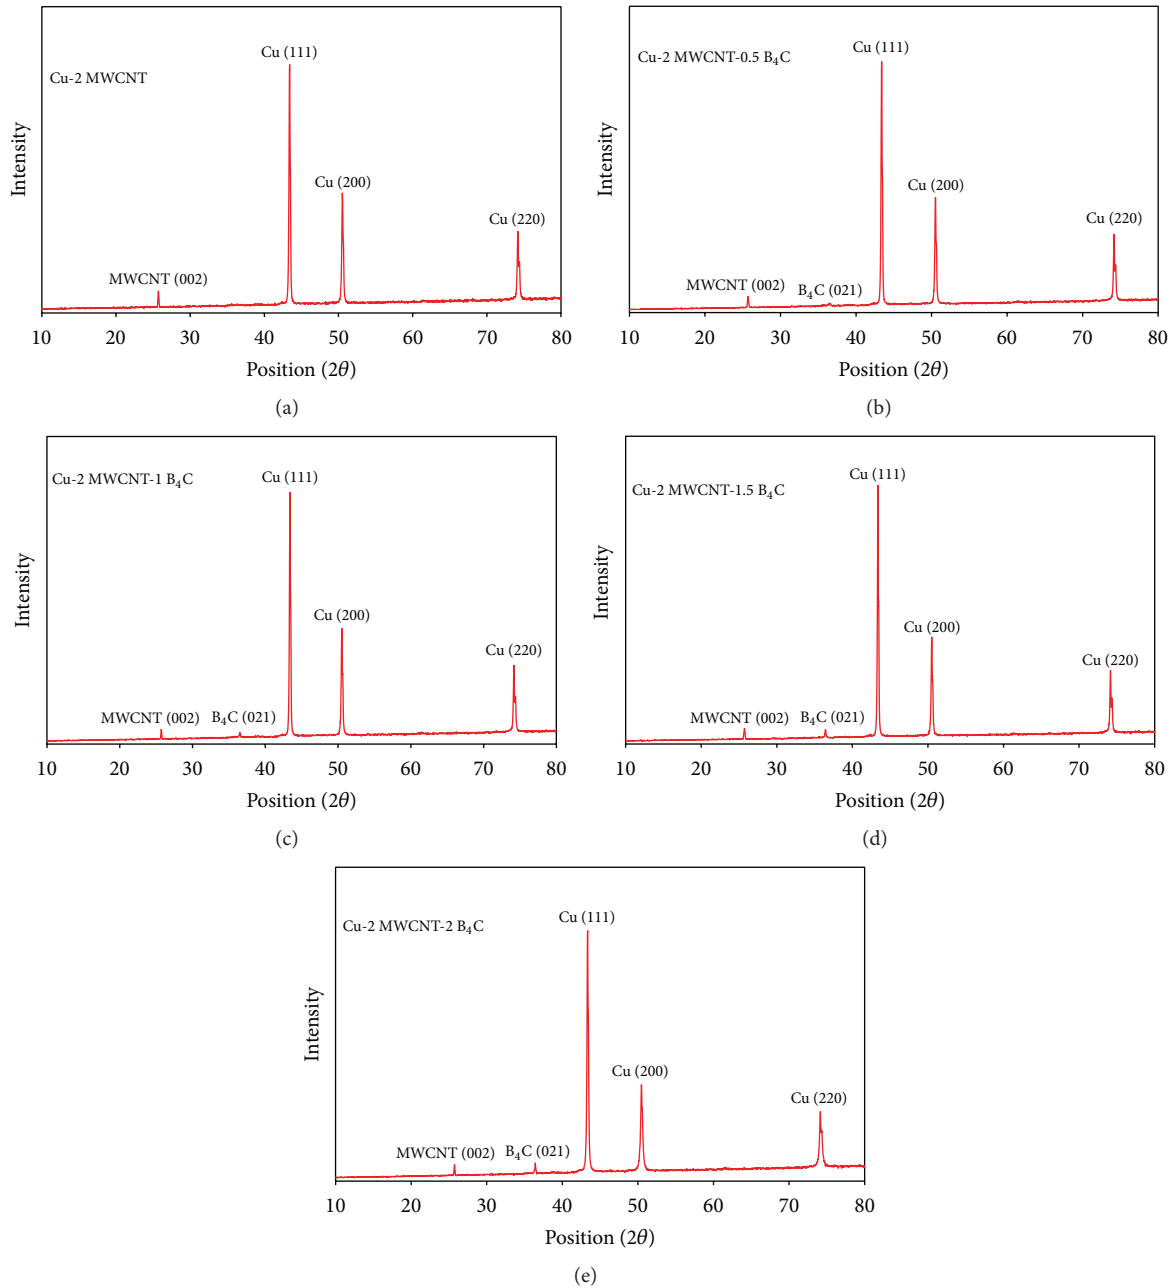 Cu-2 MWCNT
Cu (111)
Cu (200)
Cu (220)
MWCNT (002)
Intensity
10 20 30 40 50 60 70 80
Position (2θ)
(a)
Cu-2 MWCNT-0.5 B₄C
Cu (111)
Cu (200)
Cu (220)
MWCNT (002)
B₄C (021)
Intensity
10 20 30 40 50 60 70 80
Position (2θ)
(b)
Cu-2 MWCNT-1 B₄C
Cu (111)
Cu (200)
Cu (220)
MWCNT (002)
B₄C (021)
Intensity
10 20 30 40 50 60 70 80
Position (2θ)
(c)
Cu-2 MWCNT-1.5 B₄C
Cu (111)
Cu (200)
Cu (220)
MWCNT (002)
B₄C (021)
Intensity
10 20 30 40 50 60 70 80
Position (2θ)
(d)
Cu-2 MWCNT-2 B₄C
Cu (111)
Cu (200)
Cu (220)
MWCNT (002)
B₄C (021)
Intensity
10 20 30 40 50 60 70 80
Position (2θ)
(e)